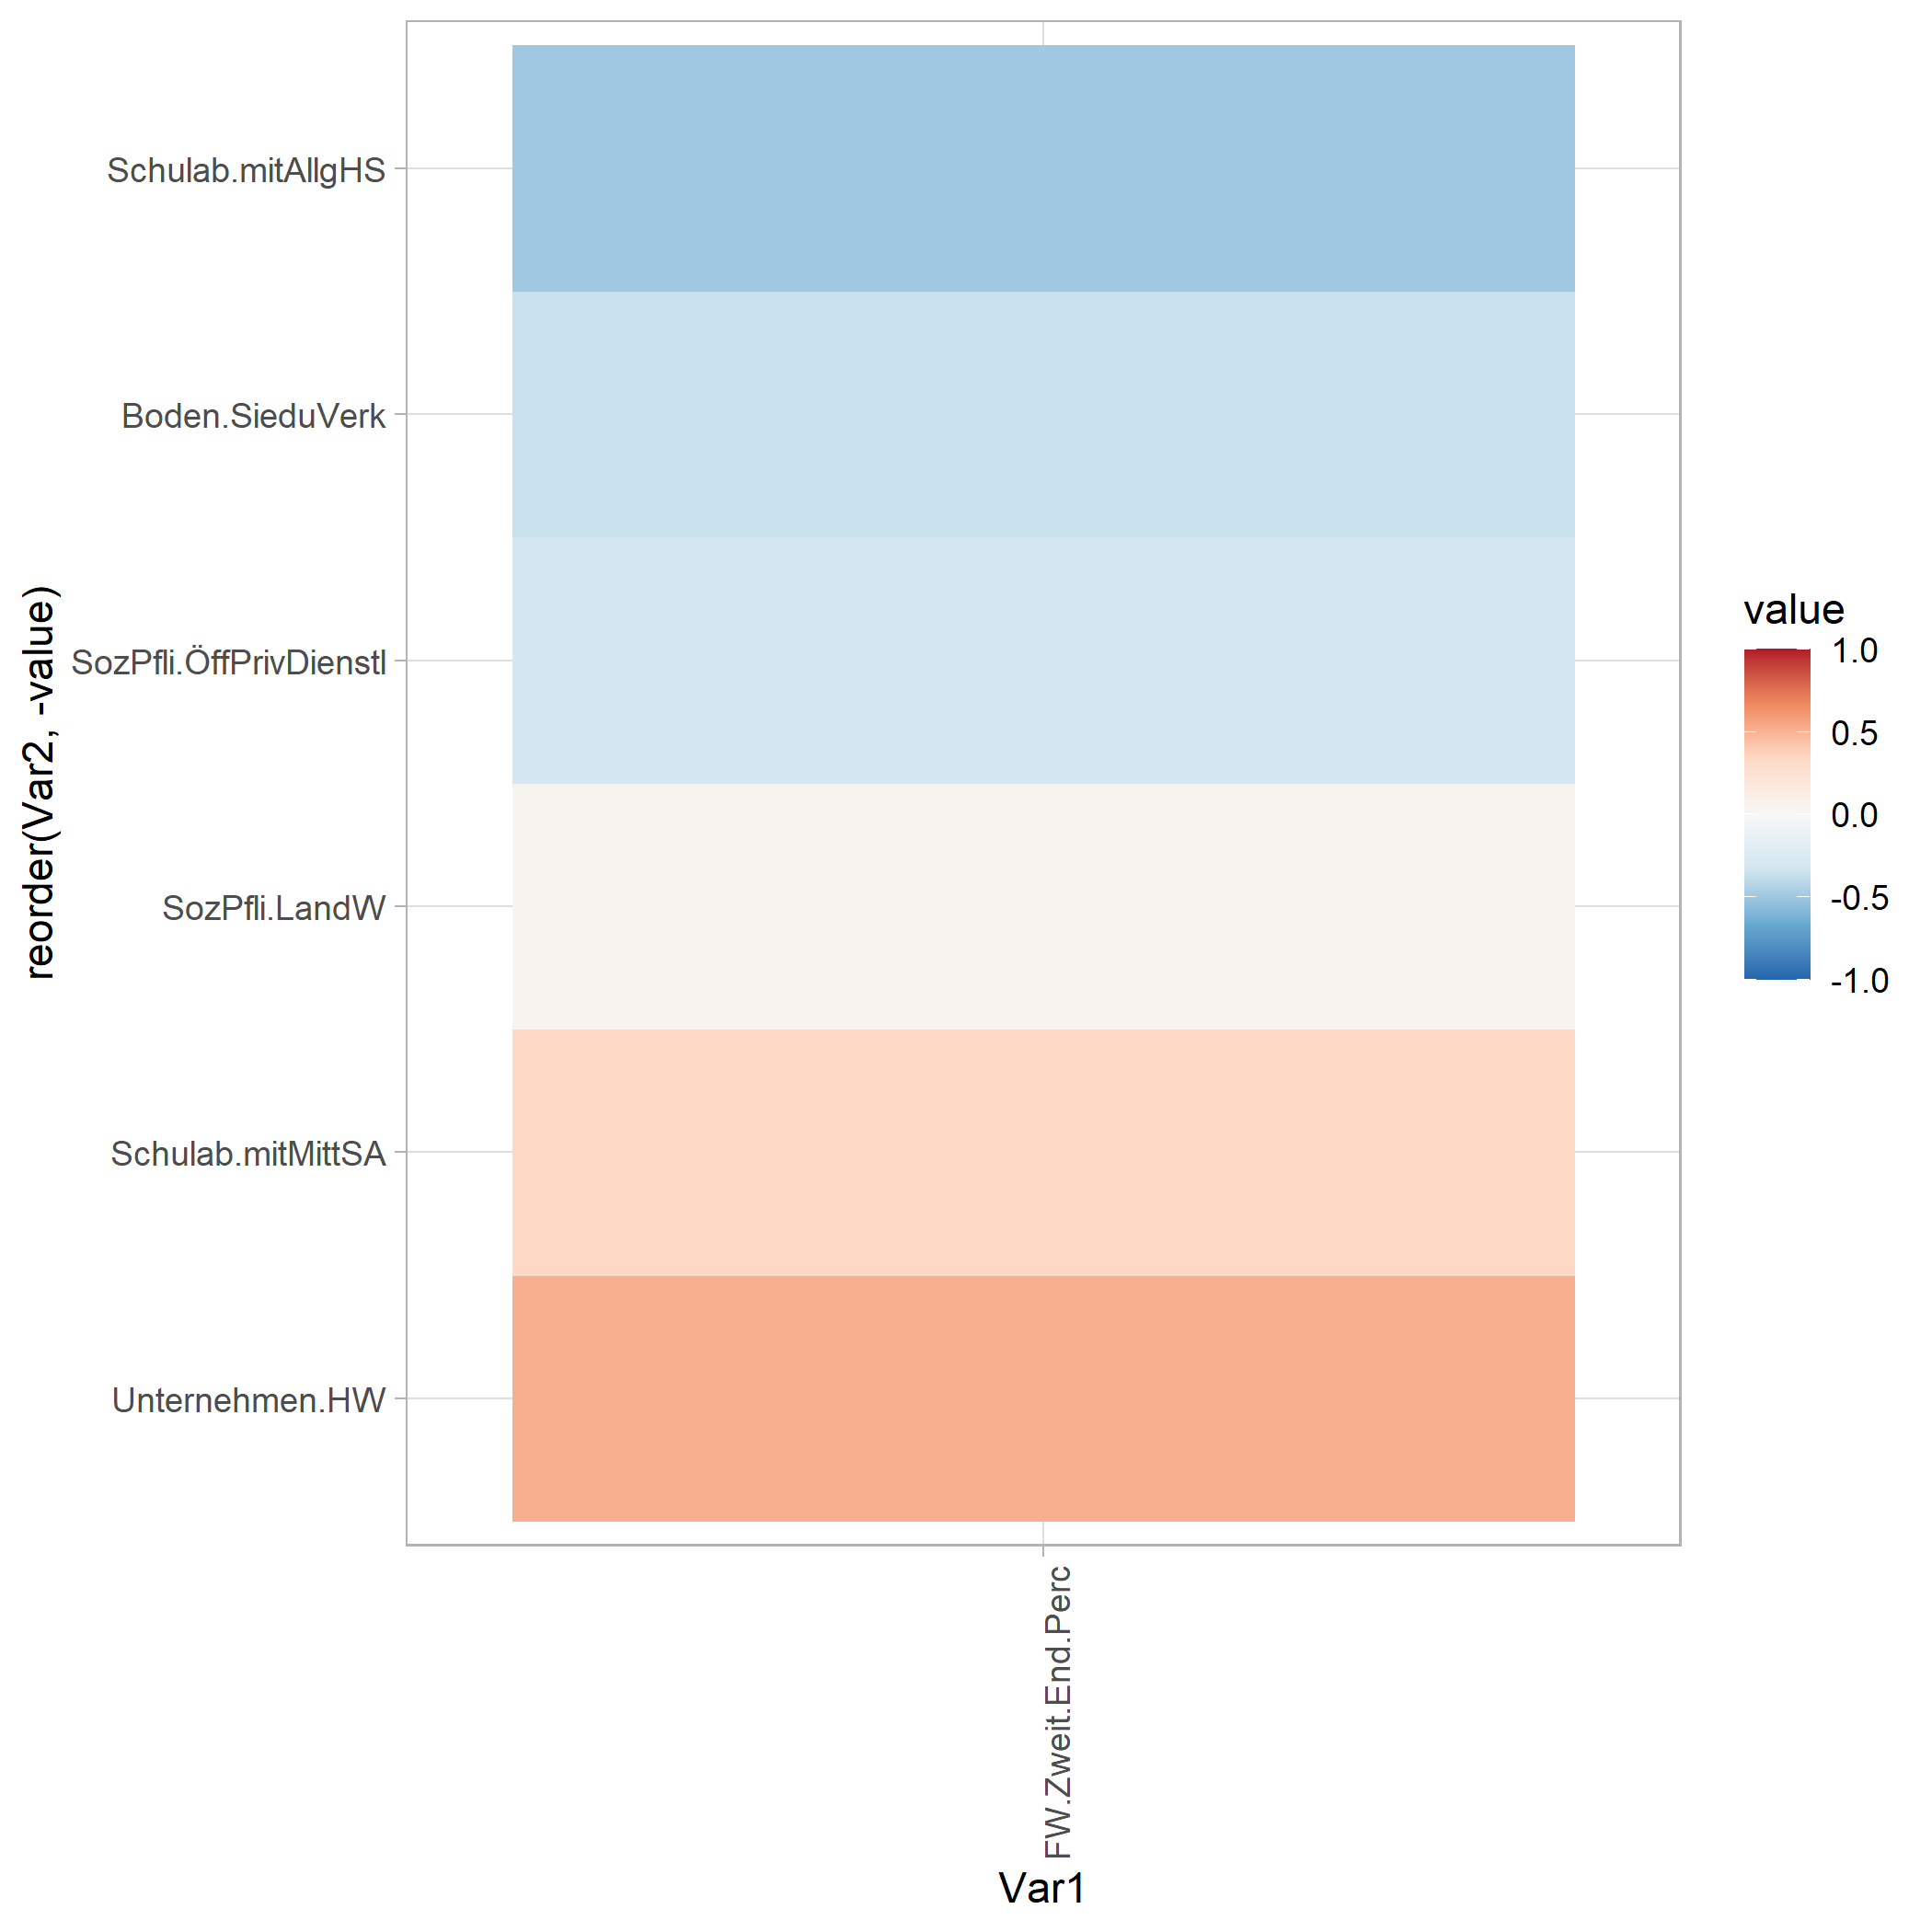 reorder(Var2, -value)
Schulab.mitAllgHS
Boden.SieduVerk
SozPfli.ÖffPrivDienstl
SozPfli.LandW
Schulab.mitMittSA
Unternehmen.HW
FW.Zweit.End.Perc
Var1
value
1.0
0.5
0.0
-0.5
-1.0